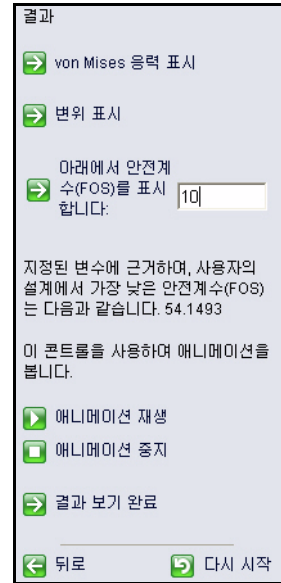 결과
von Mises 응력 표시
변위 표시
아래에서 안전계
수(FOS)를 표시
합니다:
10
지정된 변수에 근거하여, 사용자의
설계에서 가장 낮은 안전계수(FOS)
는 다음과 같습니다. 54.1493
이 콘트롤을 사용하여 애니메이션을
봅니다.
애니메이션 재생
애니메이션 중지
결과 보기 완료
뒤로 다시 시작